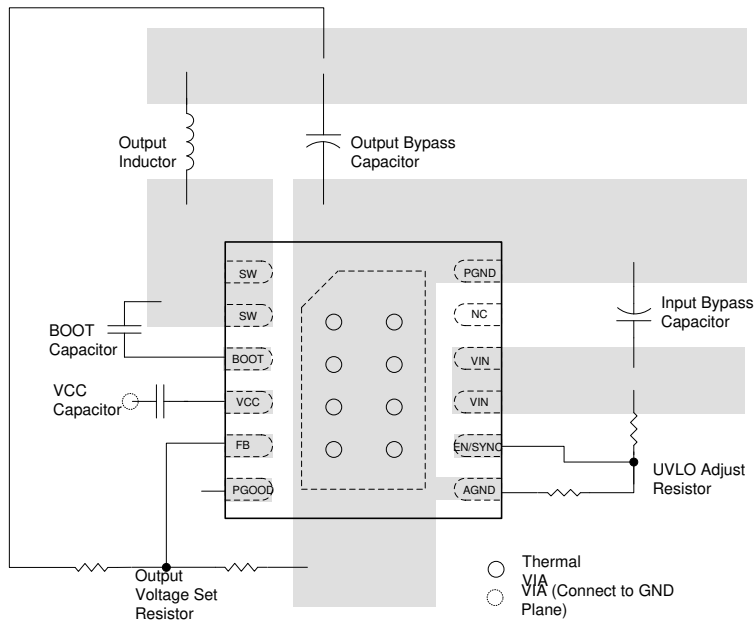 Output
Inductor
Output Bypass
Capacitor
SW
SW
BOOT
VCC
FB
PGOOD
PGND
NC
VIN
VIN
EN/SYNC
AGND
BOOT
Capacitor
VCC
Capacitor
Input Bypass
Capacitor
UVLO Adjust
Resistor
Output
Voltage Set
Resistor
Thermal
VIA
VIA (Connect to GND
Plane)